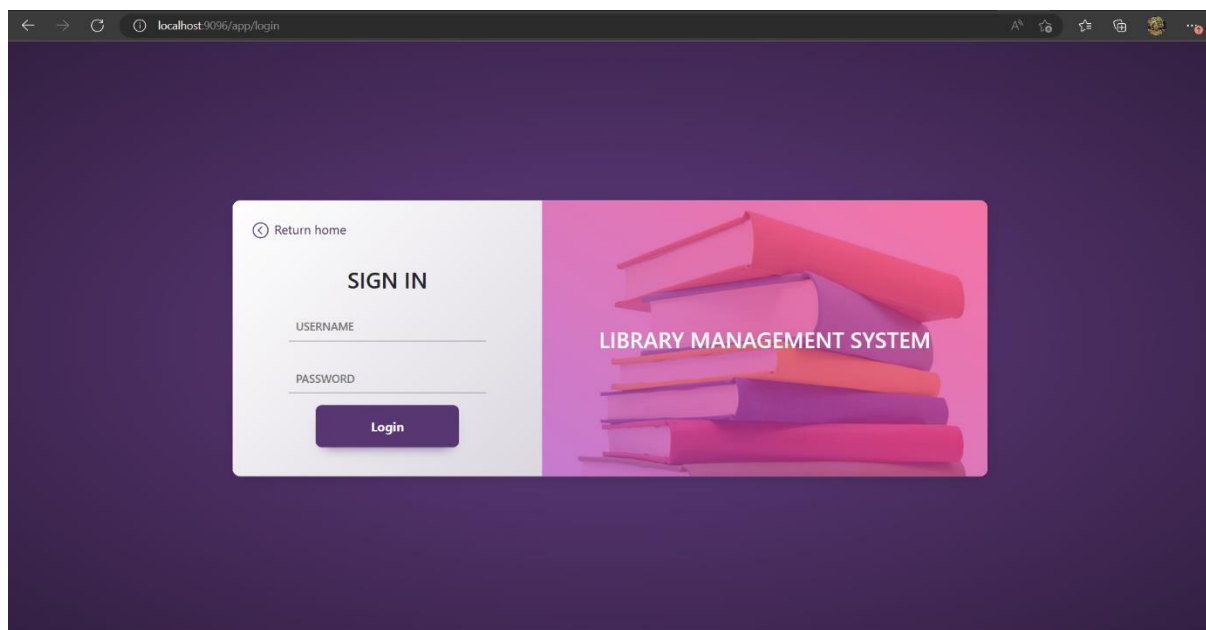 localhost:9096/app/login
Return home
SIGN IN
USERNAME
PASSWORD
Login
LIBRARY MANAGEMENT SYSTEM